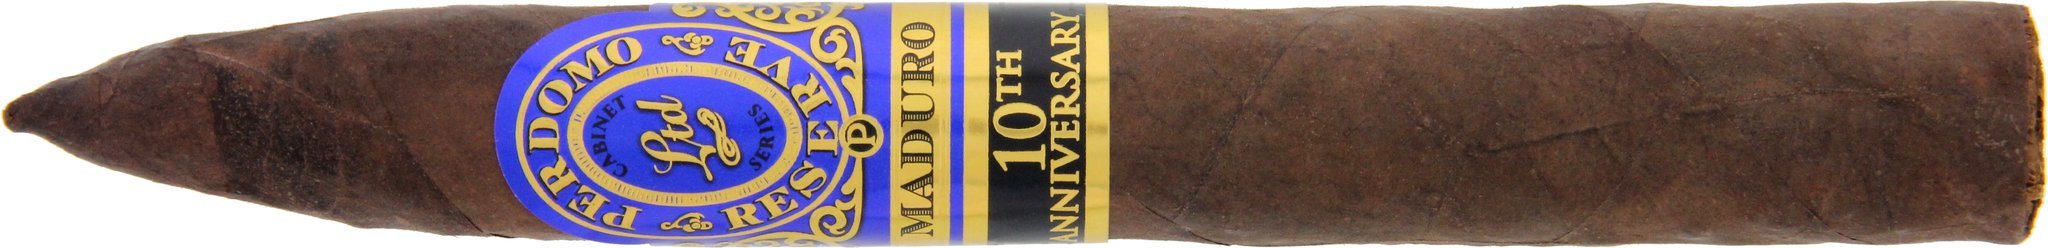 PERDOMO RESERVE
CABINET
Ltd
SERIES
P
MADURO
10TH
ANNIVERSARY